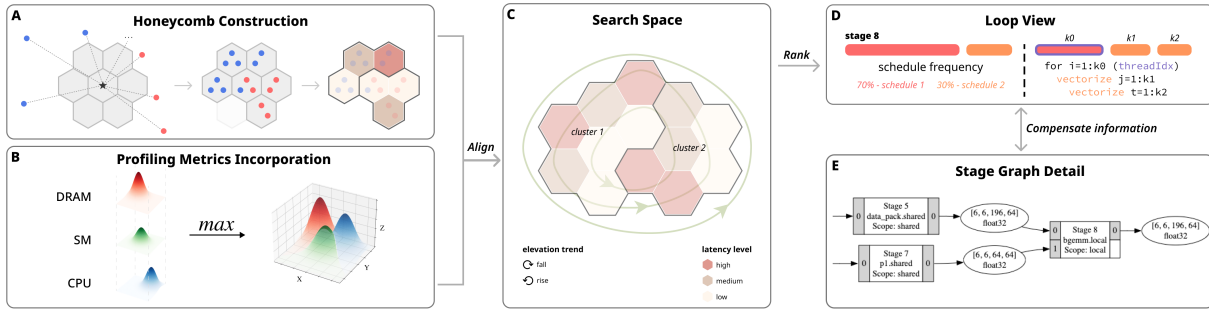 A
Honeycomb Construction
...
B
Profiling Metrics Incorporation
DRAM
SM
CPU
max
X
Y
Z
Align
C
Search Space
cluster 1
cluster 2
elevation trend
fall
rise
latency level
high
medium
low
Rank
D
Loop View
stage 8
schedule frequency
70% - schedule 1
30% - schedule 2
k0
k1
k2
for i=1:k0 (threadIdx)
vectorize j=1:k1
vectorize t=1:k2
Compensate information
E
Stage Graph Detail
0
Stage 5
data_pack.shared
Scope: shared
0
[6, 6, 196, 64]
float32
0
Stage 7
p1.shared
Scope: shared
0
[6, 6, 64, 64]
float32
0
1
Stage 8
bgemm.local
Scope: local
0
[6, 6, 196, 64]
float32